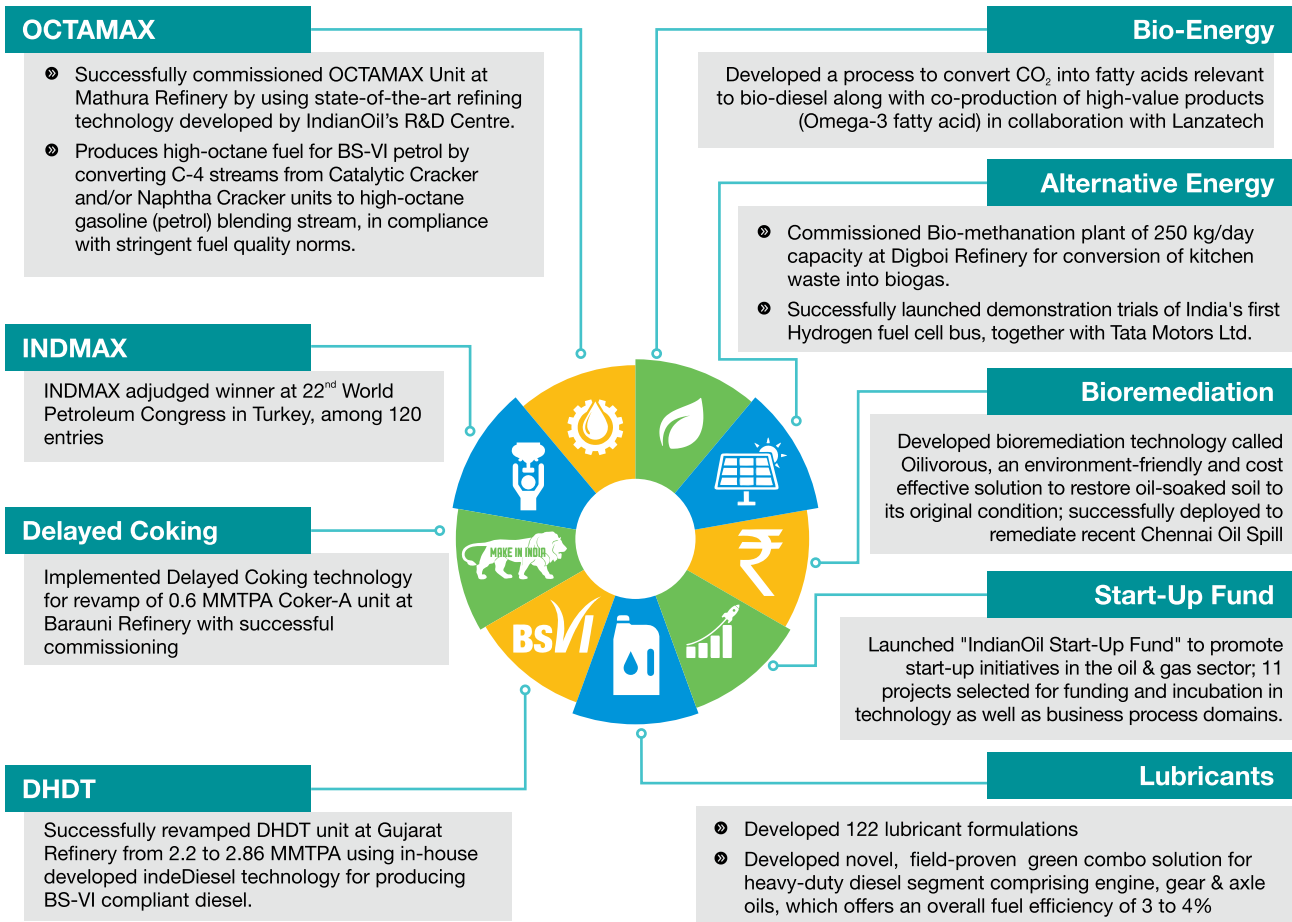 OCTAMAX
Successfully commissioned OCTAMAX Unit at
Mathura Refinery by using state-of-the-art refining
technology developed by IndianOil’s R&D Centre.
Produces high-octane fuel for BS-VI petrol by
converting C-4 streams from Catalytic Cracker
and/or Naphtha Cracker units to high-octane
gasoline (petrol) blending stream, in compliance
with stringent fuel quality norms.
INDMAX
INDMAX adjudged winner at 22nd World
Petroleum Congress in Turkey, among 120
entries
Delayed Coking
Implemented Delayed Coking technology
for revamp of 0.6 MMTPA Coker-A unit at
Barauni Refinery with successful
commissioning
DHDT
Successfully revamped DHDT unit at Gujarat
Refinery from 2.2 to 2.86 MMTPA using in-house
developed indeDiesel technology for producing
BS-VI compliant diesel.
MAKE IN INDIA
BSVI
₹
Bio-Energy
Developed a process to convert CO2 into fatty acids relevant
to bio-diesel along with co-production of high-value products
(Omega-3 fatty acid) in collaboration with Lanzatech
Alternative Energy
Commissioned Bio-methanation plant of 250 kg/day
capacity at Digboi Refinery for conversion of kitchen
waste into biogas.
Successfully launched demonstration trials of India's first
Hydrogen fuel cell bus, together with Tata Motors Ltd.
Bioremediation
Developed bioremediation technology called
Oilivorous, an environment-friendly and cost
effective solution to restore oil-soaked soil to
its original condition; successfully deployed to
remediate recent Chennai Oil Spill
Start-Up Fund
Launched "IndianOil Start-Up Fund" to promote
start-up initiatives in the oil & gas sector; 11
projects selected for funding and incubation in
technology as well as business process domains.
Lubricants
Developed 122 lubricant formulations
Developed novel, field-proven green combo solution for
heavy-duty diesel segment comprising engine, gear & axle
oils, which offers an overall fuel efficiency of 3 to 4%